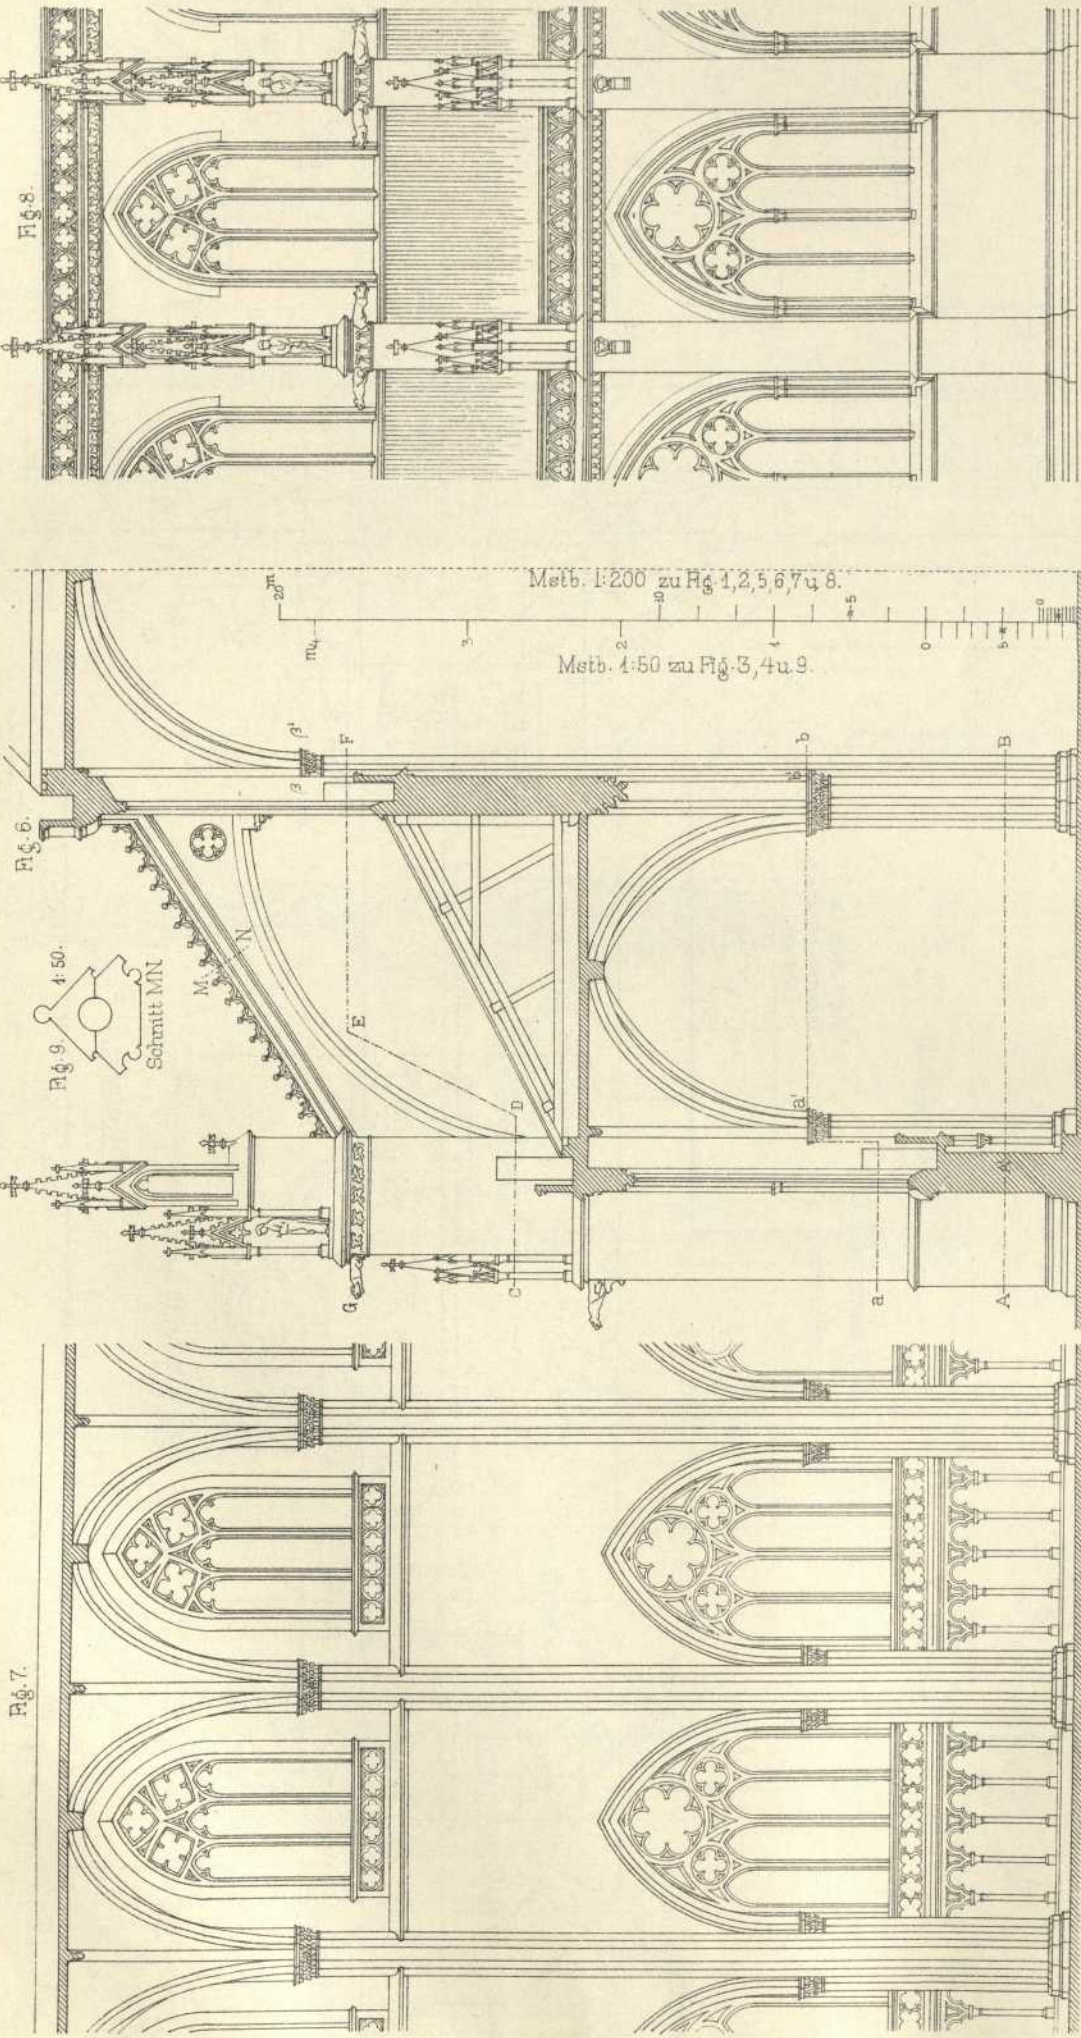 Fig. 8.
Mstb. 1:200 zu Fig. 1,2,5,6,7 u. 8.
20 m
10
5
0
m 4
3
2
1
0
5
Mstb. 1:50 zu Fig. 3, 4 u. 9.
Fig. 6.
β
β'
F
b
b'
B
N
M
E
D
a'
A'
G
C
a
A
Fig. 9.
1:50.
Schnitt MN
Fig. 7.